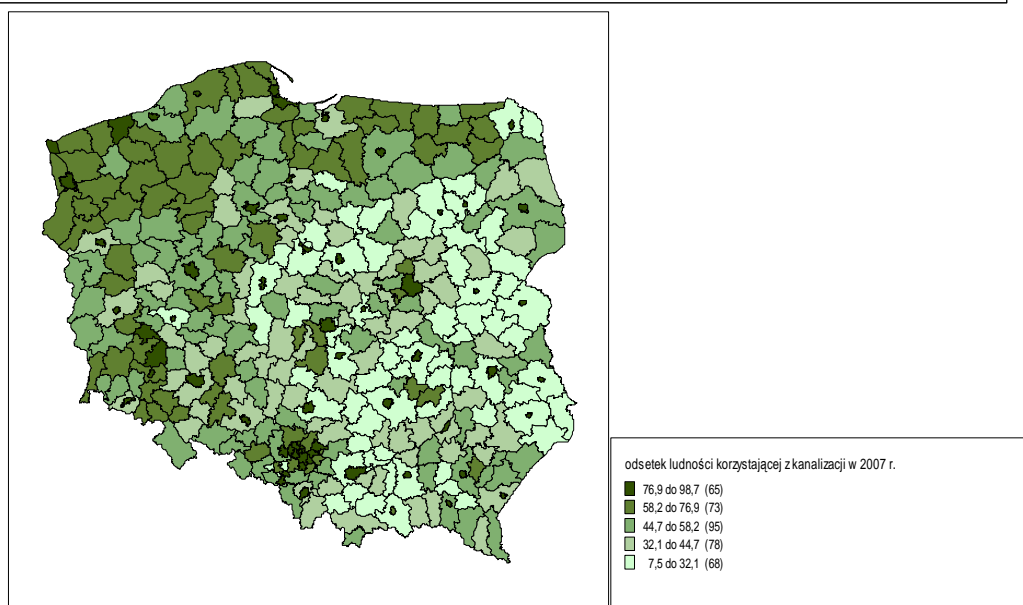 odsetek ludności korzystającej z kanalizacji w 2007 r.
76,9 do 98,7 (65)
58,2 do 76,9 (73)
44,7 do 58,2 (95)
32,1 do 44,7 (78)
7,5 do 32,1 (68)